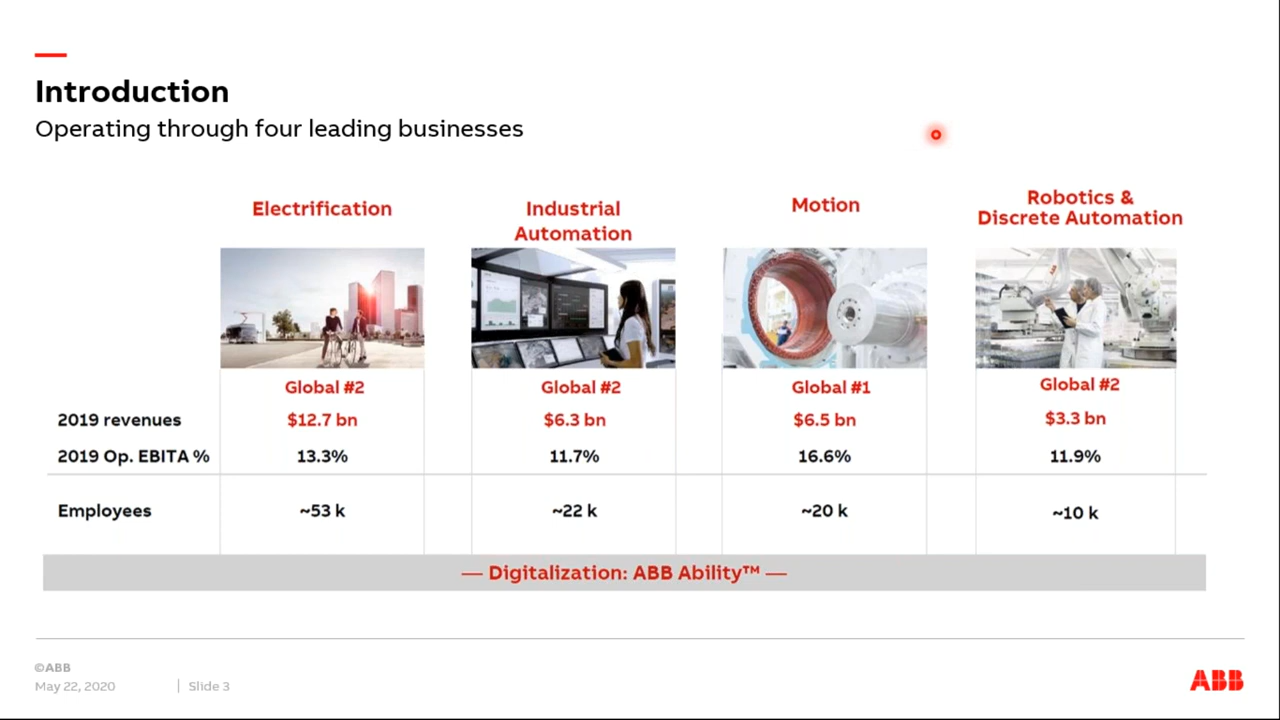 Introduction
Operating through four leading businesses
Electrification
Industrial
Automation
Motion
Robotics &
Discrete Automation
Global #2
Global #2
Global #1
Global #2
2019 revenues
$12.7 bn
$6.3 bn
$6.5 bn
$3.3 bn
2019 Op. EBITA %
13.3%
11.7%
16.6%
11.9%
Employees
~53 k
~22 k
~20 k
~10 k
— Digitalization: ABB Ability™ —
©ABB
May 22, 2020
Slide 3
ABB